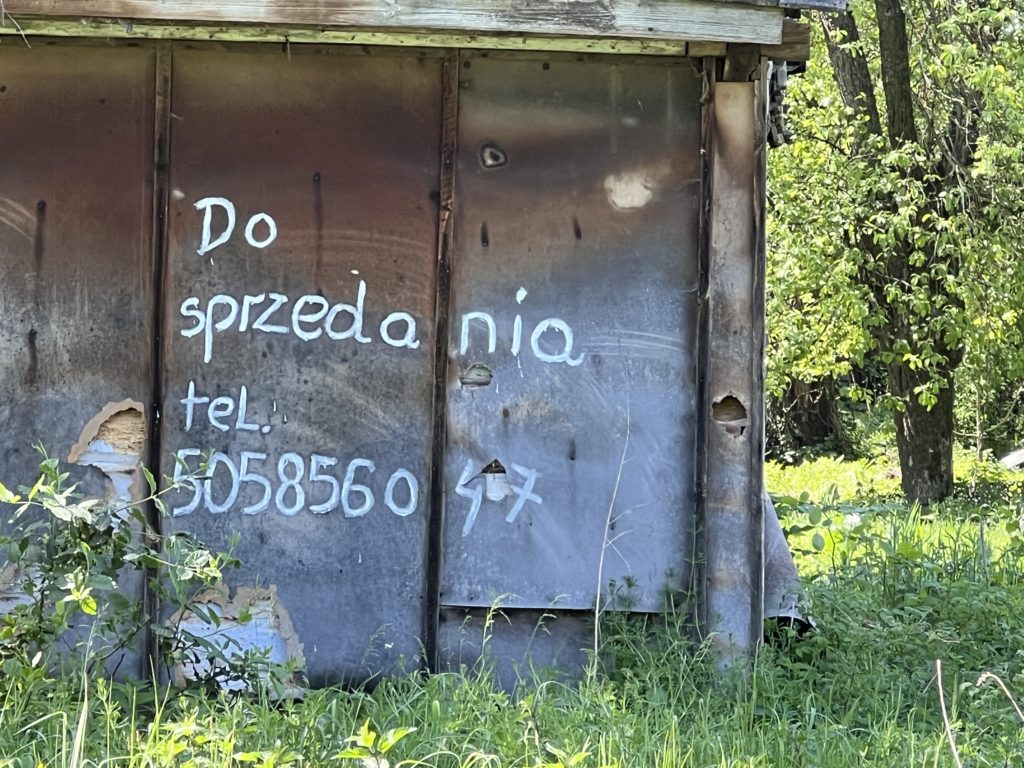 Do
sprzedania
tel.
505856047